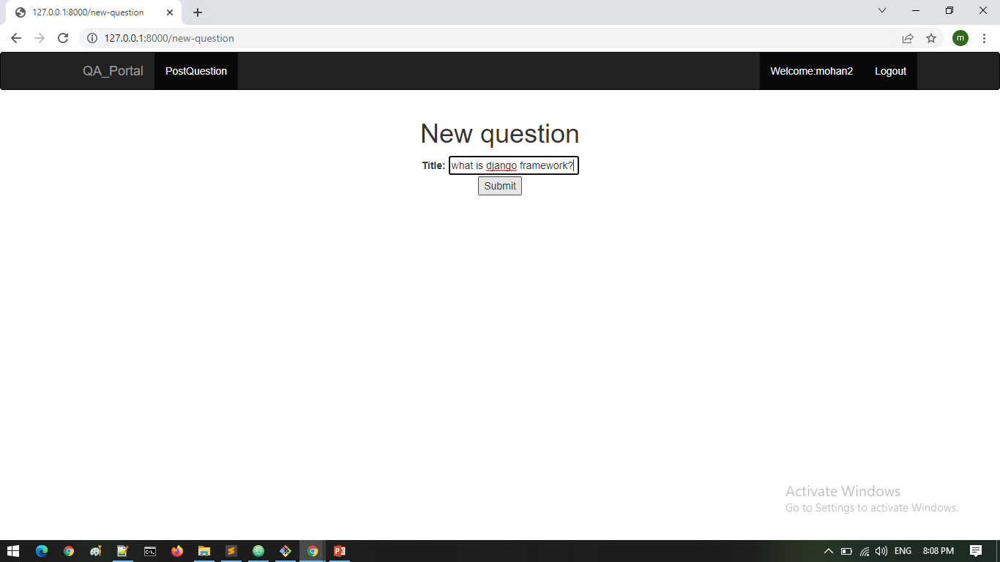 127.0.0.1:8000/new-question
127.0.0.1:8000/new-question
m
QA_Portal PostQuestion Welcome:mohan2 Logout
New question
Title: what is django framework?
Submit
Activate Windows
Go to Settings to activate Windows.
ENG 8:08 PM